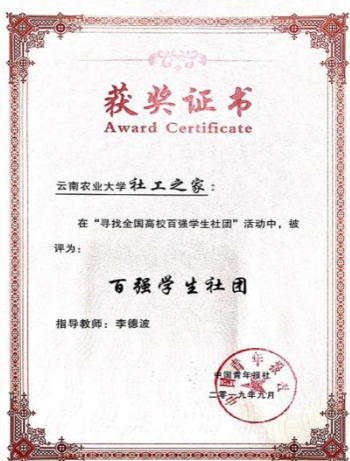 获奖证书
Award Certificate
云南农业大学社工之家：
在“寻找全国高校百强学生社团”活动中，被
评为：
百强学生社团
指导教师：李德波
中国青年报社
二零一九年九月